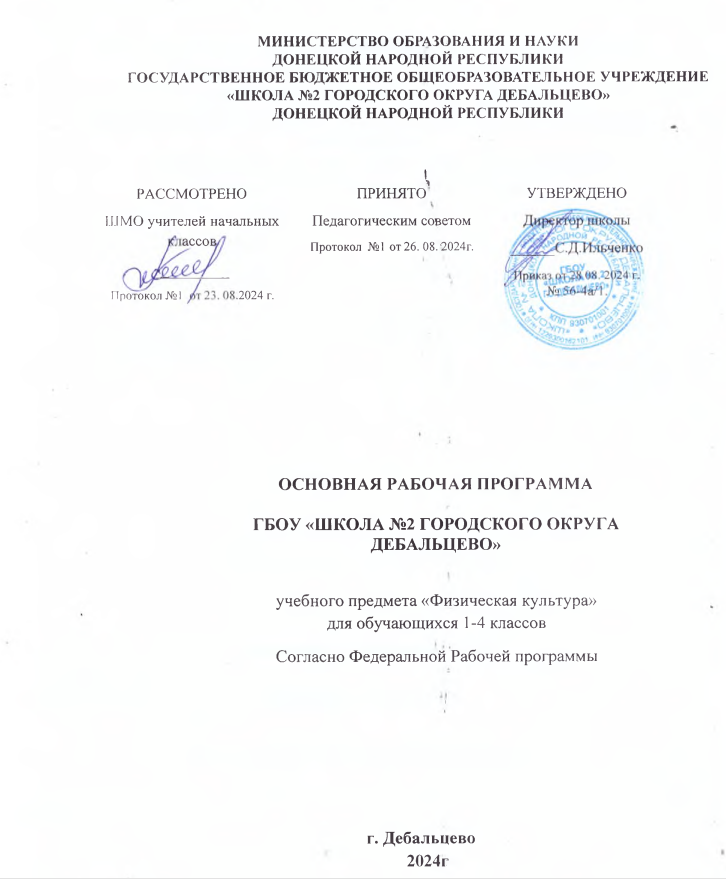 МИНИСТЕРСТВО ОБРАЗОВАНИЯ И НАУКИ
ДОНЕЦКОЙ НАРОДНОЙ РЕСПУБЛИКИ
ГОСУДАРСТВЕННОЕ БЮДЖЕТНОЕ ОБЩЕОБРАЗОВАТЕЛЬНОЕ УЧРЕЖДЕНИЕ
«ШКОЛА №2 ГОРОДСКОГО ОКРУГА ДЕБАЛЬЦЕВО»
ДОНЕЦКОЙ НАРОДНОЙ РЕСПУБЛИКИ
РАССМОТРЕНО
ШМО учителей начальных
классов
Протокол №1 от 23. 08.2024 г.
ПРИНЯТО
Педагогическим советом
Протокол №1 от 26. 08. 2024г.
УТВЕРЖДЕНО
Директор школы
С.Д.Ильченко
Приказ от 28.08. 2024 г.
№ 56-4а/1.
ГБОУ
КПП 930701001
ОСНОВНАЯ РАБОЧАЯ ПРОГРАММА
ГБОУ «ШКОЛА №2 ГОРОДСКОГО ОКРУГА
ДЕБАЛЬЦЕВО»
учебного предмета «Физическая культура»
для обучающихся 1-4 классов
Согласно Федеральной Рабочей программы
г. Дебальцево
2024г